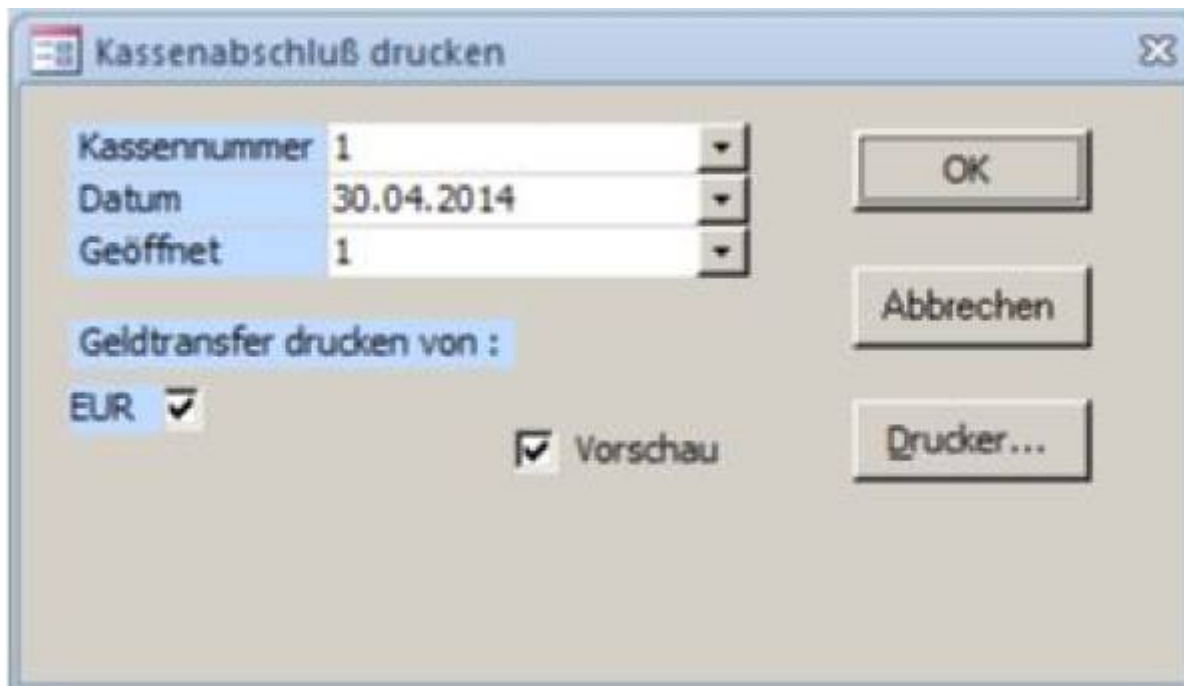 Kassenabschluß drucken
Kassennummer 1
OK
Datum 30.04.2014
Geöffnet 1
Abbrechen
Geldtransfer drucken von :
EUR
Vorschau
Drucker...